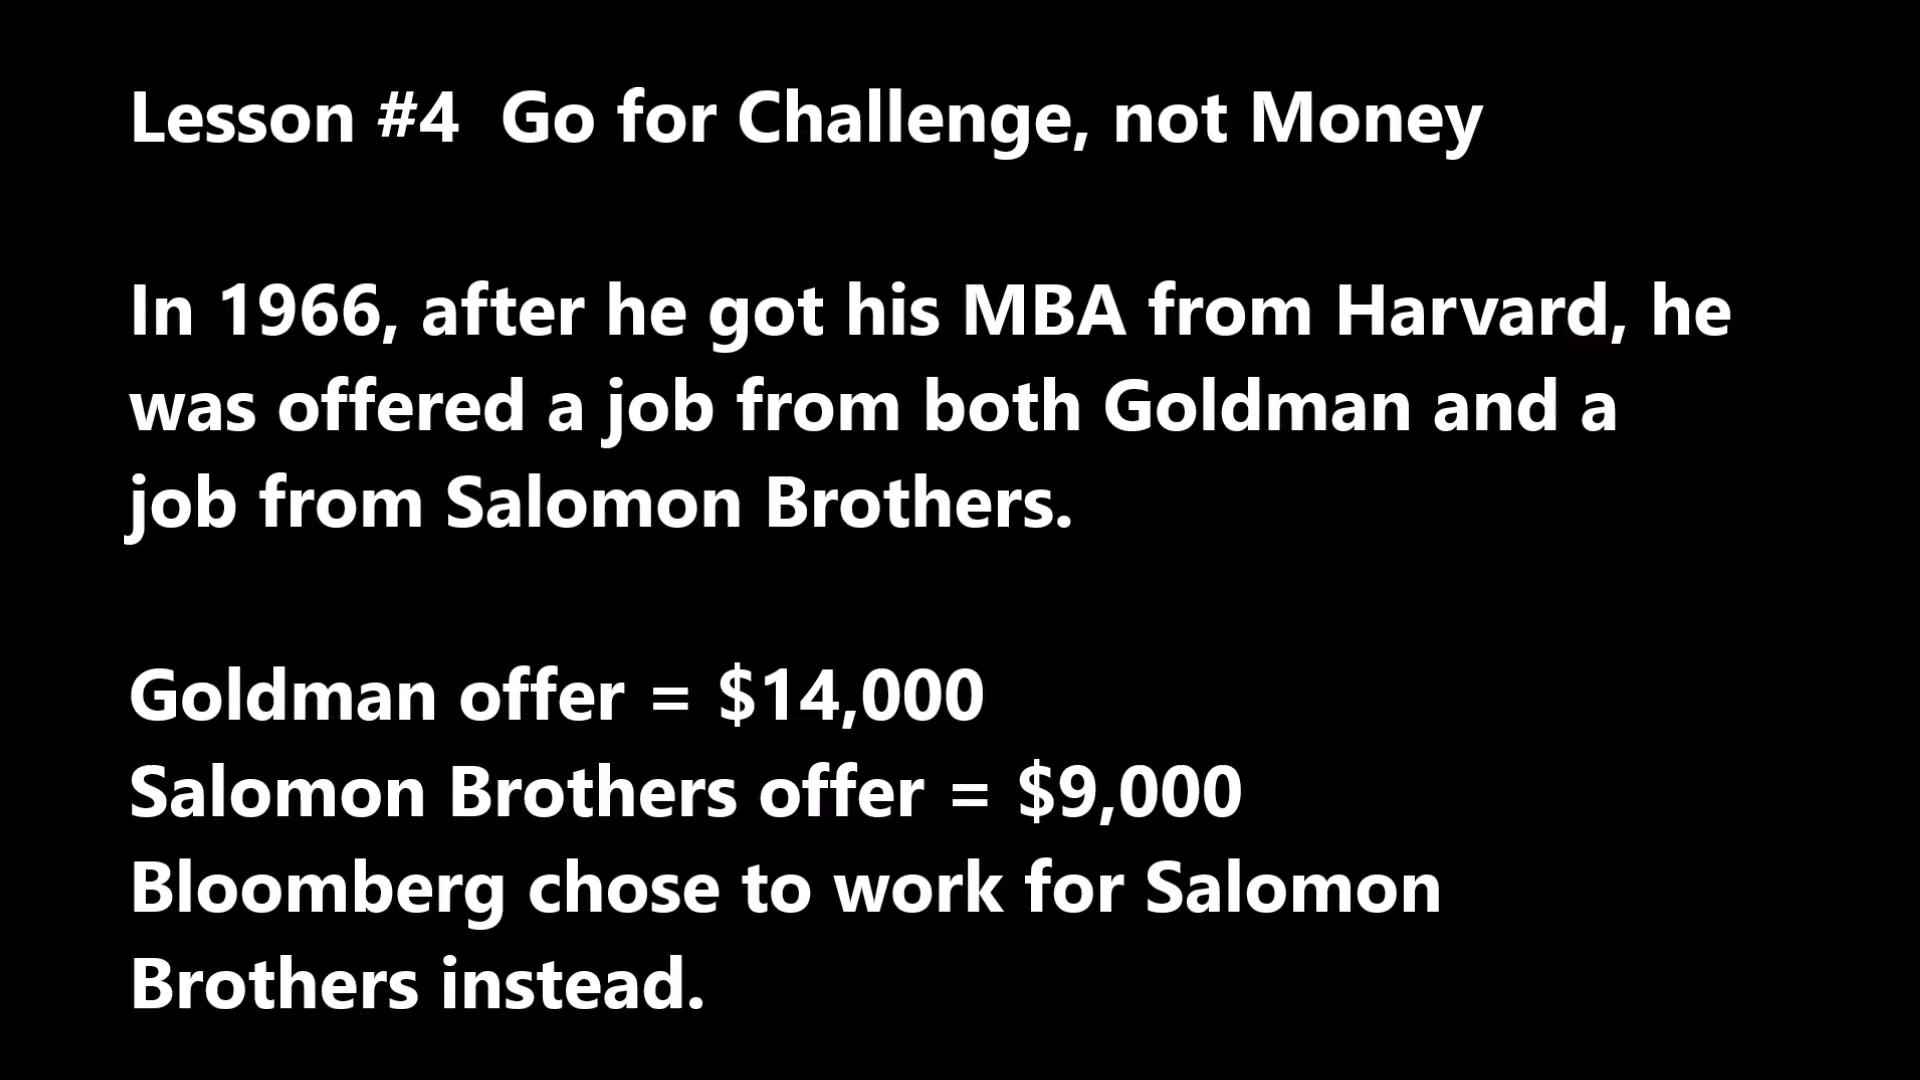 Lesson #4  Go for Challenge, not Money
In 1966, after he got his MBA from Harvard, he
was offered a job from both Goldman and a
job from Salomon Brothers.
Goldman offer = $14,000
Salomon Brothers offer = $9,000
Bloomberg chose to work for Salomon
Brothers instead.